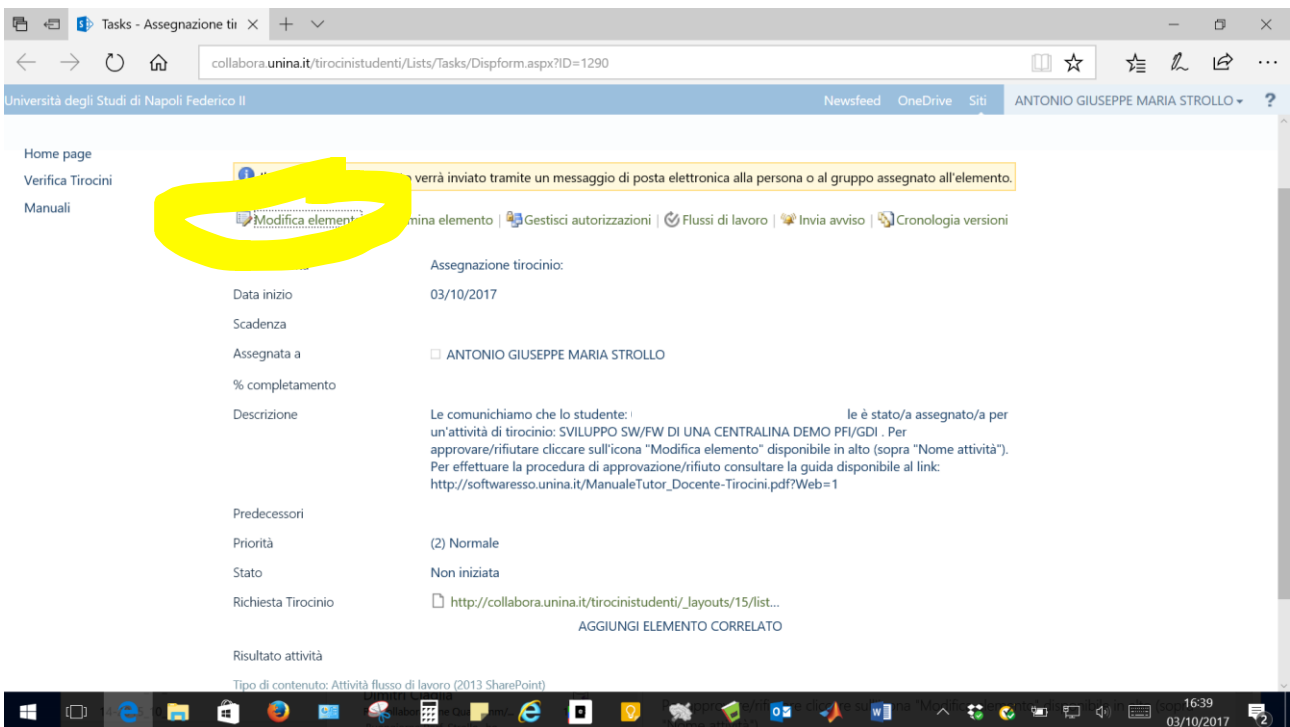 Tasks - Assegnazione tir
collabora.unina.it/tirocinistudenti/Lists/Tasks/Dispform.aspx?ID=1290
Università degli Studi di Napoli Federico II
Newsfeed OneDrive Siti ANTONIO GIUSEPPE MARIA STROLLO ?
Home page
Verifica Tirocini
Manuali
verrà inviato tramite un messaggio di posta elettronica alla persona o al gruppo assegnato all'elemento.
Modifica elemento mina elemento | Gestisci autorizzazioni | Flussi di lavoro | Invia avviso | Cronologia versioni
Assegnazione tirocinio:
Data inizio 03/10/2017
Scadenza
Assegnata a ANTONIO GIUSEPPE MARIA STROLLO
% completamento
Descrizione Le comunichiamo che lo studente: le è stato/a assegnato/a per
un'attività di tirocinio: SVILUPPO SW/FW DI UNA CENTRALINA DEMO PFI/GDI . Per
approvare/rifiutare cliccare sull'icona "Modifica elemento" disponibile in alto (sopra "Nome attività").
Per effettuare la procedura di approvazione/rifiuto consultare la guida disponibile al link:
http://softwaresso.unina.it/ManualeTutor_Docente-Tirocini.pdf?Web=1
Predecessori
Priorità (2) Normale
Stato Non iniziata
Richiesta Tirocinio http://collabora.unina.it/tirocinistudenti/_layouts/15/list...
AGGIUNGI ELEMENTO CORRELATO
Risultato attività
Tipo di contenuto: Attività flusso di lavoro (2013 SharePoint)
16:39
03/10/2017